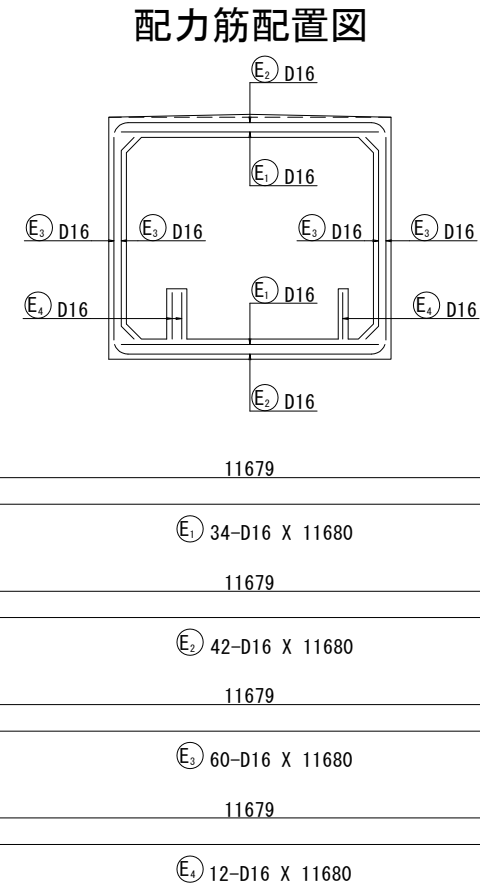 配力筋配置図
E₂ D16
E₁ D16
E₃ D16 E₃ D16 E₃ D16 E₃ D16
E₁ D16
E₄ D16 E₄ D16
E₂ D16
11679
E₁ 34-D16 X 11680
11679
E₂ 42-D16 X 11680
11679
E₃ 60-D16 X 11680
11679
E₄ 12-D16 X 11680